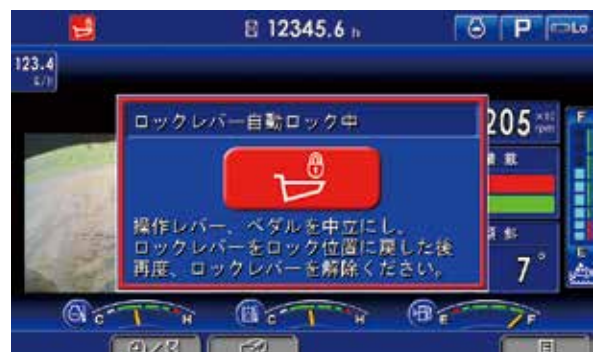 12345.6 h
P
Lo
123.4
ロックレバー自動ロック中
205
rpm
F
操作レバー、ペダルを中立にし、
ロックレバーをロック位置に戻した後
再度、ロックレバーを解除ください。
7°
E
C H
C H
E F